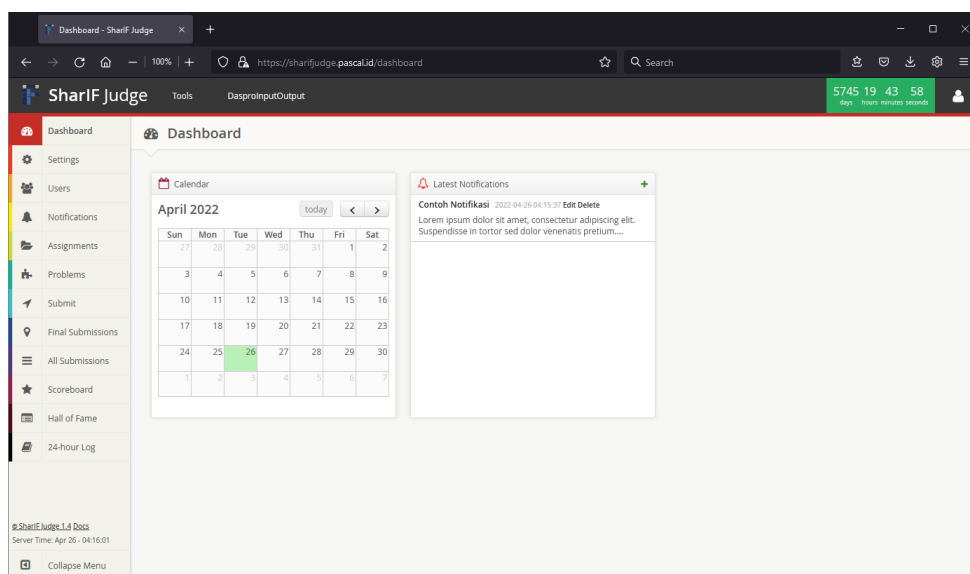 Dashboard - SharIF Judge
100%
https://sharifjudge.pascal.id/dashboard
Search
SharIF Judge
Tools
DasproInputOutput
5745 19 43 58
days hours minutes seconds
Dashboard
Settings
Users
Notifications
Assignments
Problems
Submit
Final Submissions
All Submissions
Scoreboard
Hall of Fame
24-hour Log
© SharIF Judge 1.4 Docs
Server Time: Apr 26 - 04:16:01
Collapse Menu
Dashboard
Calendar
April 2022
today
Sun Mon Tue Wed Thu Fri Sat
27 28 29 30 31 1 2
3 4 5 6 7 8 9
10 11 12 13 14 15 16
17 18 19 20 21 22 23
24 25 26 27 28 29 30
1 2 3 4 5 6 7
Latest Notifications
Contoh Notifikasi 2022-04-26 04:15:37 Edit Delete
Lorem ipsum dolor sit amet, consectetur adipiscing elit.
Suspendisse in tortor sed dolor venenatis pretium....